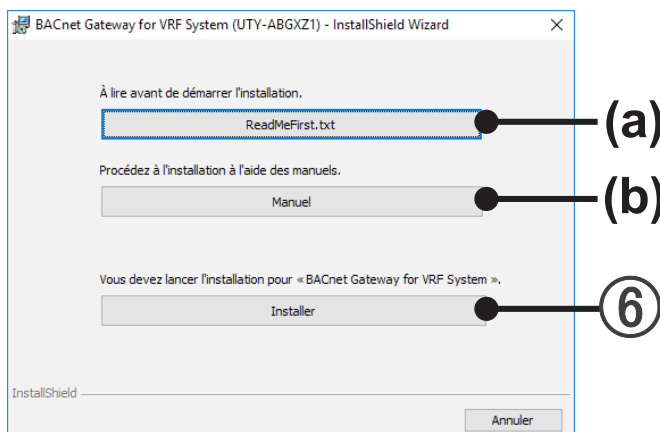 BACnet Gateway for VRF System (UTY-ABGXZ1) - InstallShield Wizard
À lire avant de démarrer l'installation.
ReadMeFirst.txt
(a)
Procédez à l'installation à l'aide des manuels.
Manuel
(b)
Vous devez lancer l'installation pour « BACnet Gateway for VRF System ».
Installer
⑥
InstallShield
Annuler